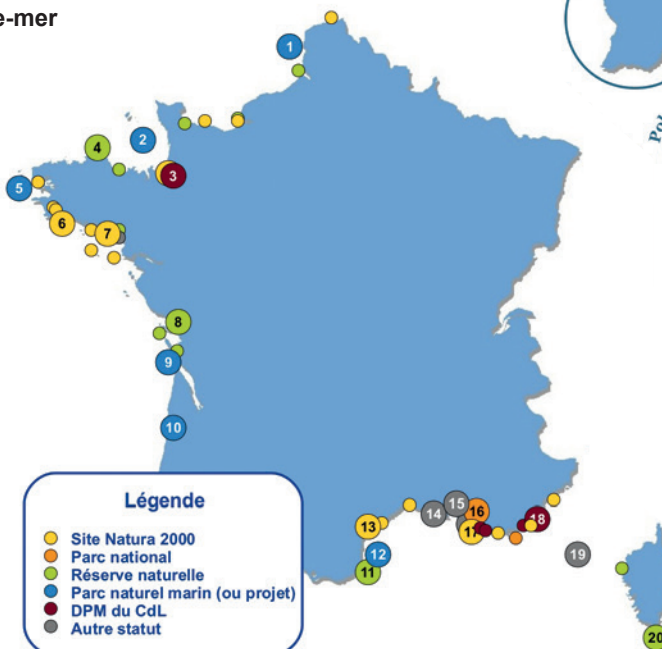 e-mer
Po
1
2
4
3
5
6
7
8
9
10
15
14
16
13
17
18
12
19
11
20
Légende
Site Natura 2000
Parc national
Réserve naturelle
Parc naturel marin (ou projet)
DPM du CdL
Autre statut